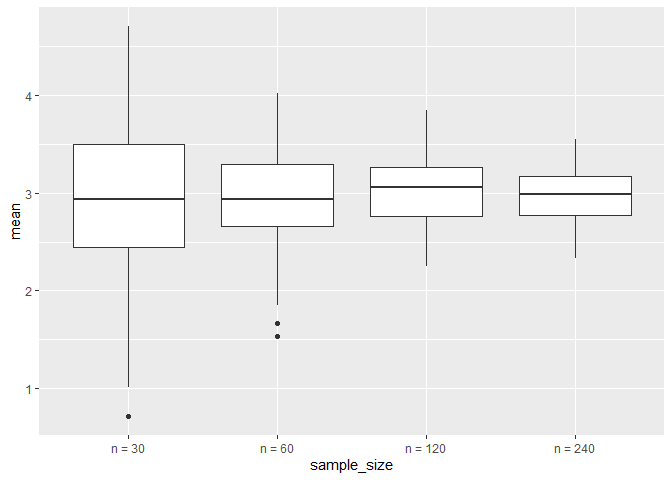 4
3
2
1
mean
n = 30 n = 60 n = 120 n = 240
sample_size